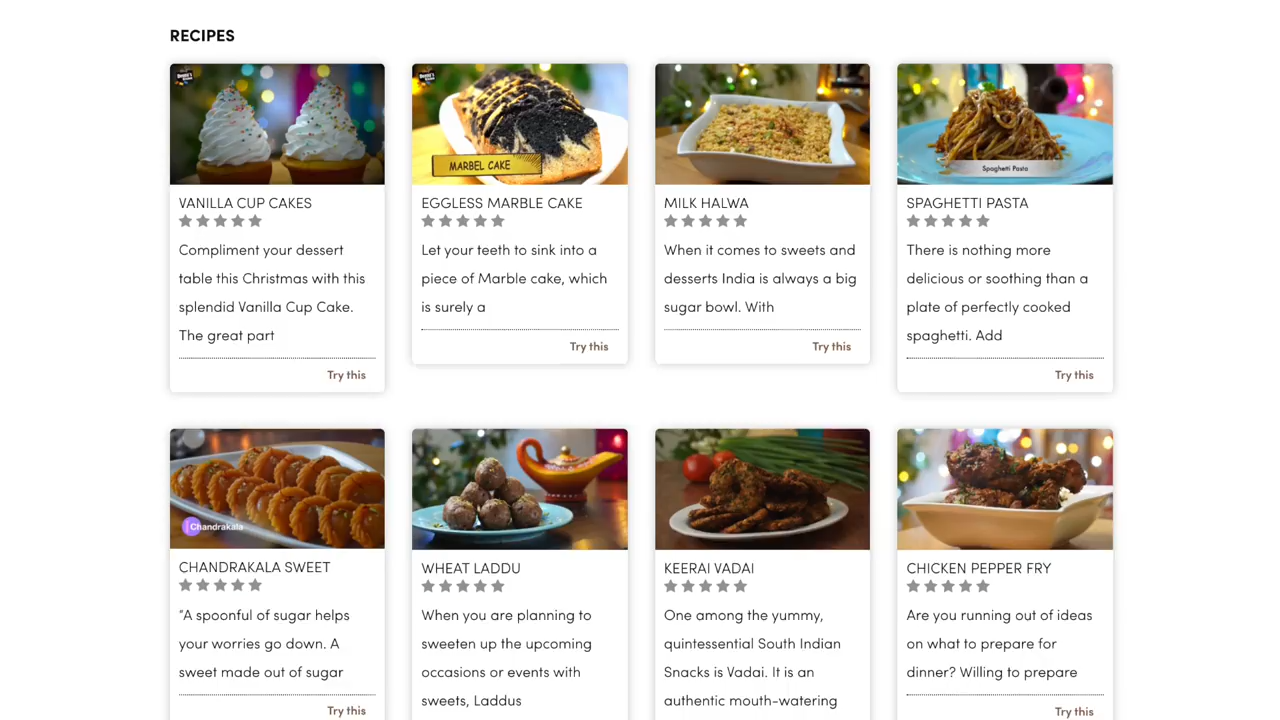 RECIPES
MARBEL CAKE
Spaghetti Pasta
VANILLA CUP CAKES
Compliment your dessert
table this Christmas with this
splendid Vanilla Cup Cake.
The great part
Try this
EGGLESS MARBLE CAKE
Let your teeth to sink into a
piece of Marble cake, which
is surely a
Try this
MILK HALWA
When it comes to sweets and
desserts India is always a big
sugar bowl. With
Try this
SPAGHETTI PASTA
There is nothing more
delicious or soothing than a
plate of perfectly cooked
spaghetti. Add
Try this
Chandrakala
CHANDRAKALA SWEET
“A spoonful of sugar helps
your worries go down. A
sweet made out of sugar
Try this
WHEAT LADDU
When you are planning to
sweeten up the upcoming
occasions or events with
sweets, Laddus
KEERAI VADAI
One among the yummy,
quintessential South Indian
Snacks is Vadai. It is an
authentic mouth-watering
CHICKEN PEPPER FRY
Are you running out of ideas
on what to prepare for
dinner? Willing to prepare
Try this